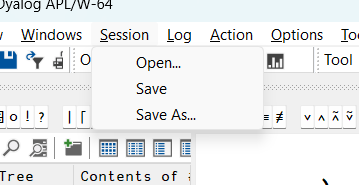 Dyalog APL/W-64
Windows Session Log Action Options
Open...
Tool
Save
Save As...
o ! ? | ⌈ ≡ ≢ ∨ ∧ ⍲ ⍱
Tree Contents of #